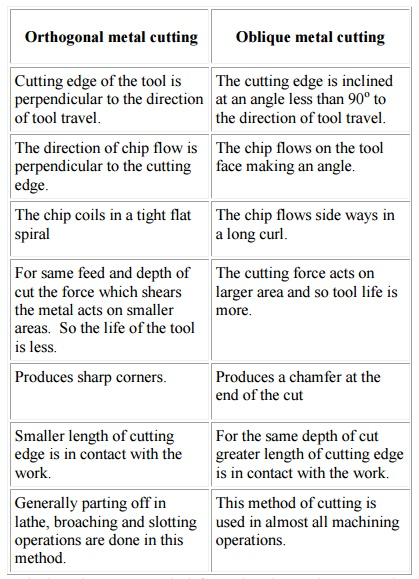 Orthogonal metal cutting
Oblique metal cutting
Cutting edge of the tool is
perpendicular to the direction
of tool travel.
The cutting edge is inclined
at an angle less than 90° to
the direction of tool travel.
The direction of chip flow is
perpendicular to the cutting
edge.
The chip flows on the tool
face making an angle.
The chip coils in a tight flat
spiral
The chip flows side ways in
a long curl.
For same feed and depth of
cut the force which shears
the metal acts on smaller
areas. So the life of the tool
is less.
The cutting force acts on
larger area and so tool life is
more.
Produces sharp corners.
Produces a chamfer at the
end of the cut
Smaller length of cutting
edge is in contact with the
work.
For the same depth of cut
greater length of cutting edge
is in contact with the work.
Generally parting off in
lathe, broaching and slotting
operations are done in this
method.
This method of cutting is
used in almost all machining
operations.